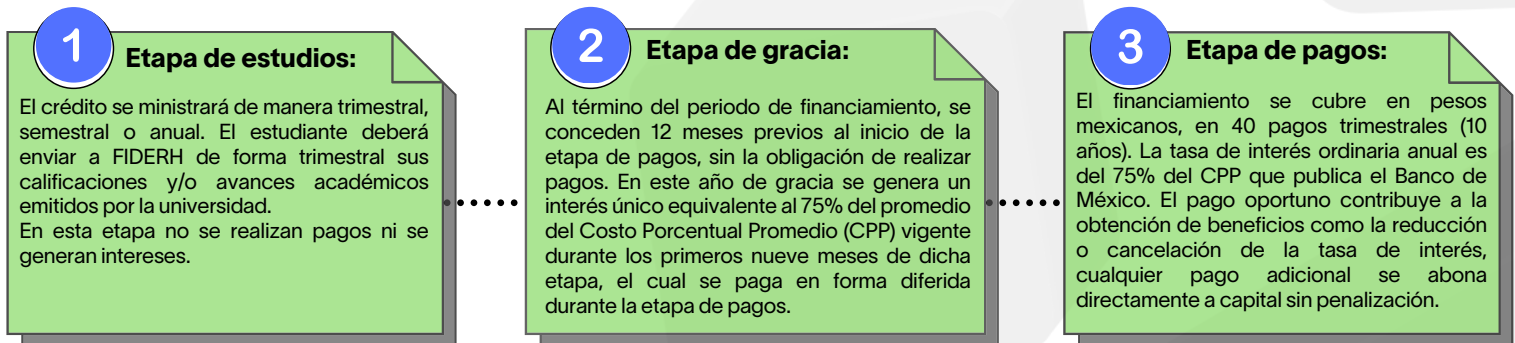 1
Etapa de estudios:
El crédito se ministrará de manera trimestral,
semestral o anual. El estudiante deberá
enviar a FIDERH de forma trimestral sus
calificaciones y/o avances académicos
emitidos por la universidad.
En esta etapa no se realizan pagos ni se
generan intereses.
2
Etapa de gracia:
Al término del periodo de financiamiento, se
conceden 12 meses previos al inicio de la
etapa de pagos, sin la obligación de realizar
pagos. En este año de gracia se genera un
interés único equivalente al 75% del promedio
del Costo Porcentual Promedio (CPP) vigente
durante los primeros nueve meses de dicha
etapa, el cual se paga en forma diferida
durante la etapa de pagos.
3
Etapa de pagos:
El financiamiento se cubre en pesos
mexicanos, en 40 pagos trimestrales (10
años). La tasa de interés ordinaria anual es
del 75% del CPP que publica el Banco de
México. El pago oportuno contribuye a la
obtención de beneficios como la reducción
o cancelación de la tasa de interés,
cualquier pago adicional se abona
directamente a capital sin penalización.